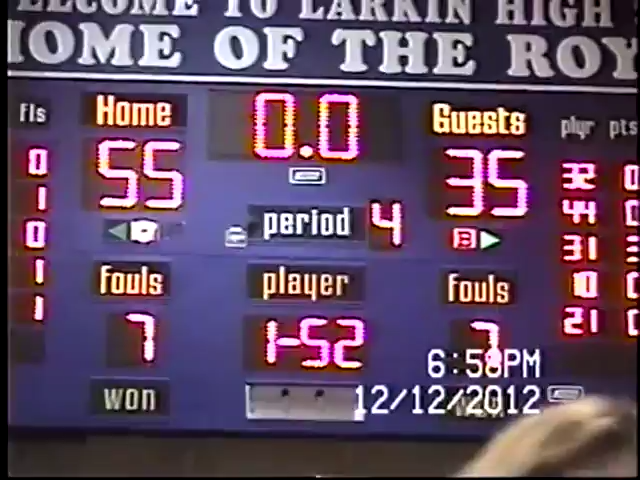 WELCOME TO LARKIN HIGH
HOME OF THE ROY
fls Home 0.0 Guests plyr pts
55 35
0 32 0
1 44 0
0 period 4 B 31 3
1 fouls player fouls 10 0
1 7 1-52 7 21 0
6:58PM
won 12/12/2012